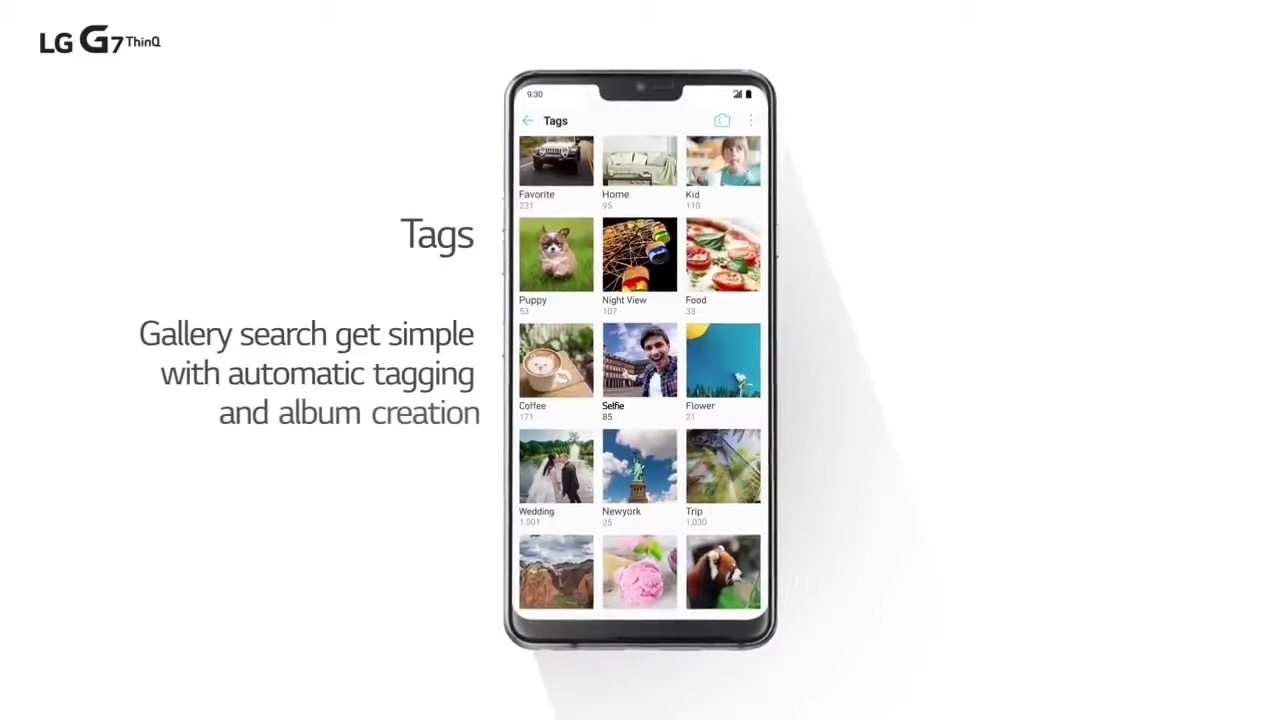 LG G7 ThinQ
9:30
Tags
Favorite Home Kid
231 95 110
Tags
Puppy Night View Food
53 107 33
Gallery search get simple
with automatic tagging
and album creation
Coffee Selfie Flower
171 85 21
Wedding Newyork Trip
1,501 25 1,030